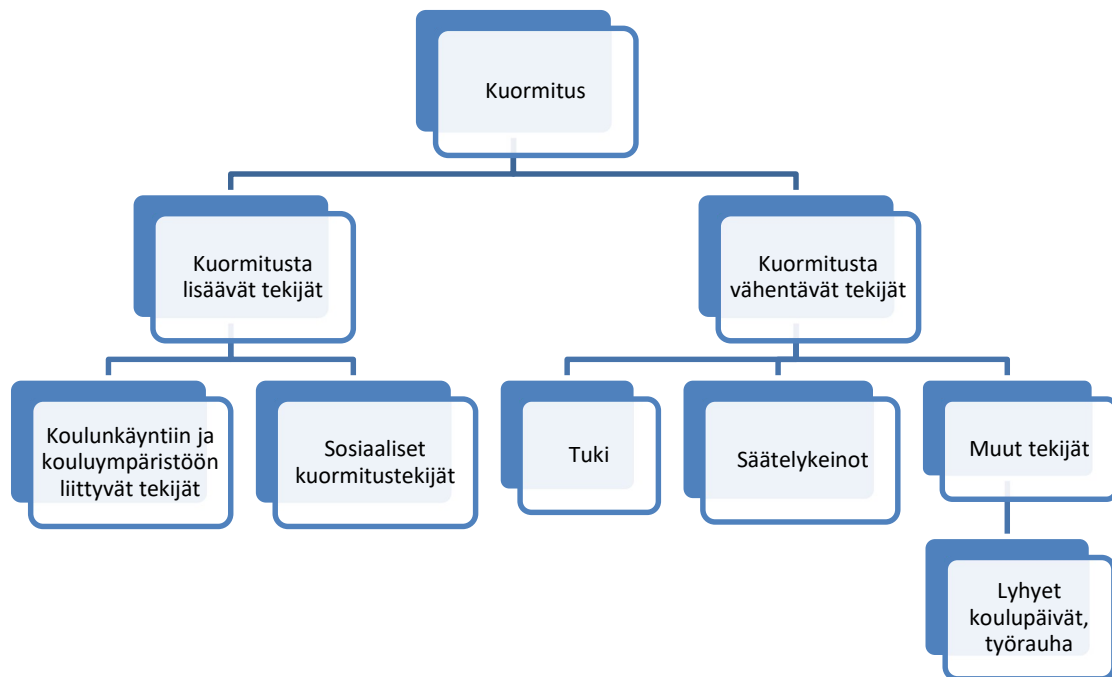 Kuormitus
Kuormitusta
lisäävät tekijät
Kuormitusta
vähentävät tekijät
Koulunkäyntiin ja
kouluympäristöön
liittyvät tekijät
Sosiaaliset
kuormitustekijät
Tuki
Säätelykeinot
Muut tekijät
Lyhyet
koulupäivät,
työrauha